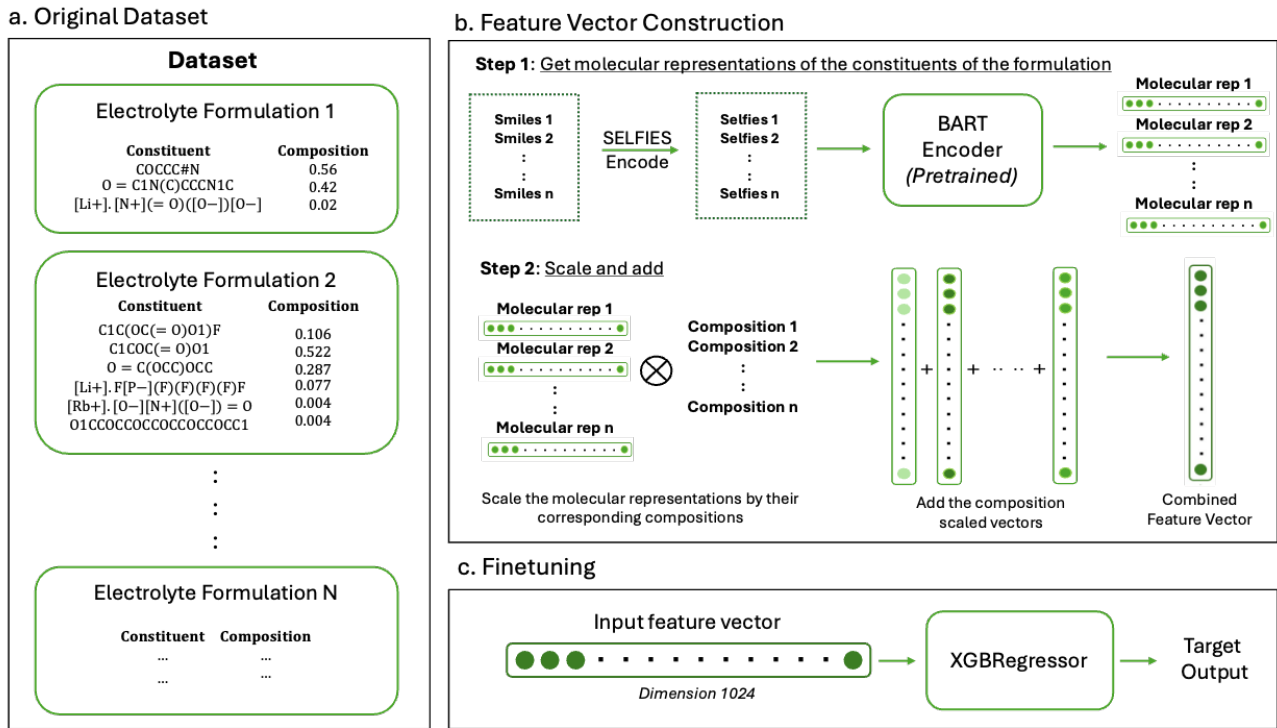 a. Original Dataset
Dataset
Electrolyte Formulation 1
Constituent Composition
COCCC#N 0.56
O = C1N(C)CCCN1C 0.42
[Li+]. [N+](= O)([O−])[O−] 0.02
Electrolyte Formulation 2
Constituent Composition
C1C(OC(= O)O1)F 0.106
C1COC(= O)O1 0.522
O = C(OCC)OCC 0.287
[Li+]. F[P−](F)(F)(F)(F)F 0.077
[Rb+]. [O−][N+]([O−]) = O 0.004
O1CCOCCOCCOCCOCCOCC1 0.004
Electrolyte Formulation N
Constituent Composition
... ...
... ...
b. Feature Vector Construction
Step 1: Get molecular representations of the constituents of the formulation
Smiles 1
Smiles 2
:
:
Smiles n
SELFIES
Encode
Selfies 1
Selfies 2
:
:
Selfies n
BART
Encoder
(Pretrained)
Molecular rep 1
Molecular rep 2
Molecular rep n
Step 2: Scale and add
Molecular rep 1
Molecular rep 2
Molecular rep n
⊗
Composition 1
Composition 2
:
:
Composition n
+ + ·· ·· +
Scale the molecular representations by their
corresponding compositions
Add the composition
scaled vectors
Combined
Feature Vector
c. Finetuning
Input feature vector
Dimension 1024
XGBRegressor
Target
Output